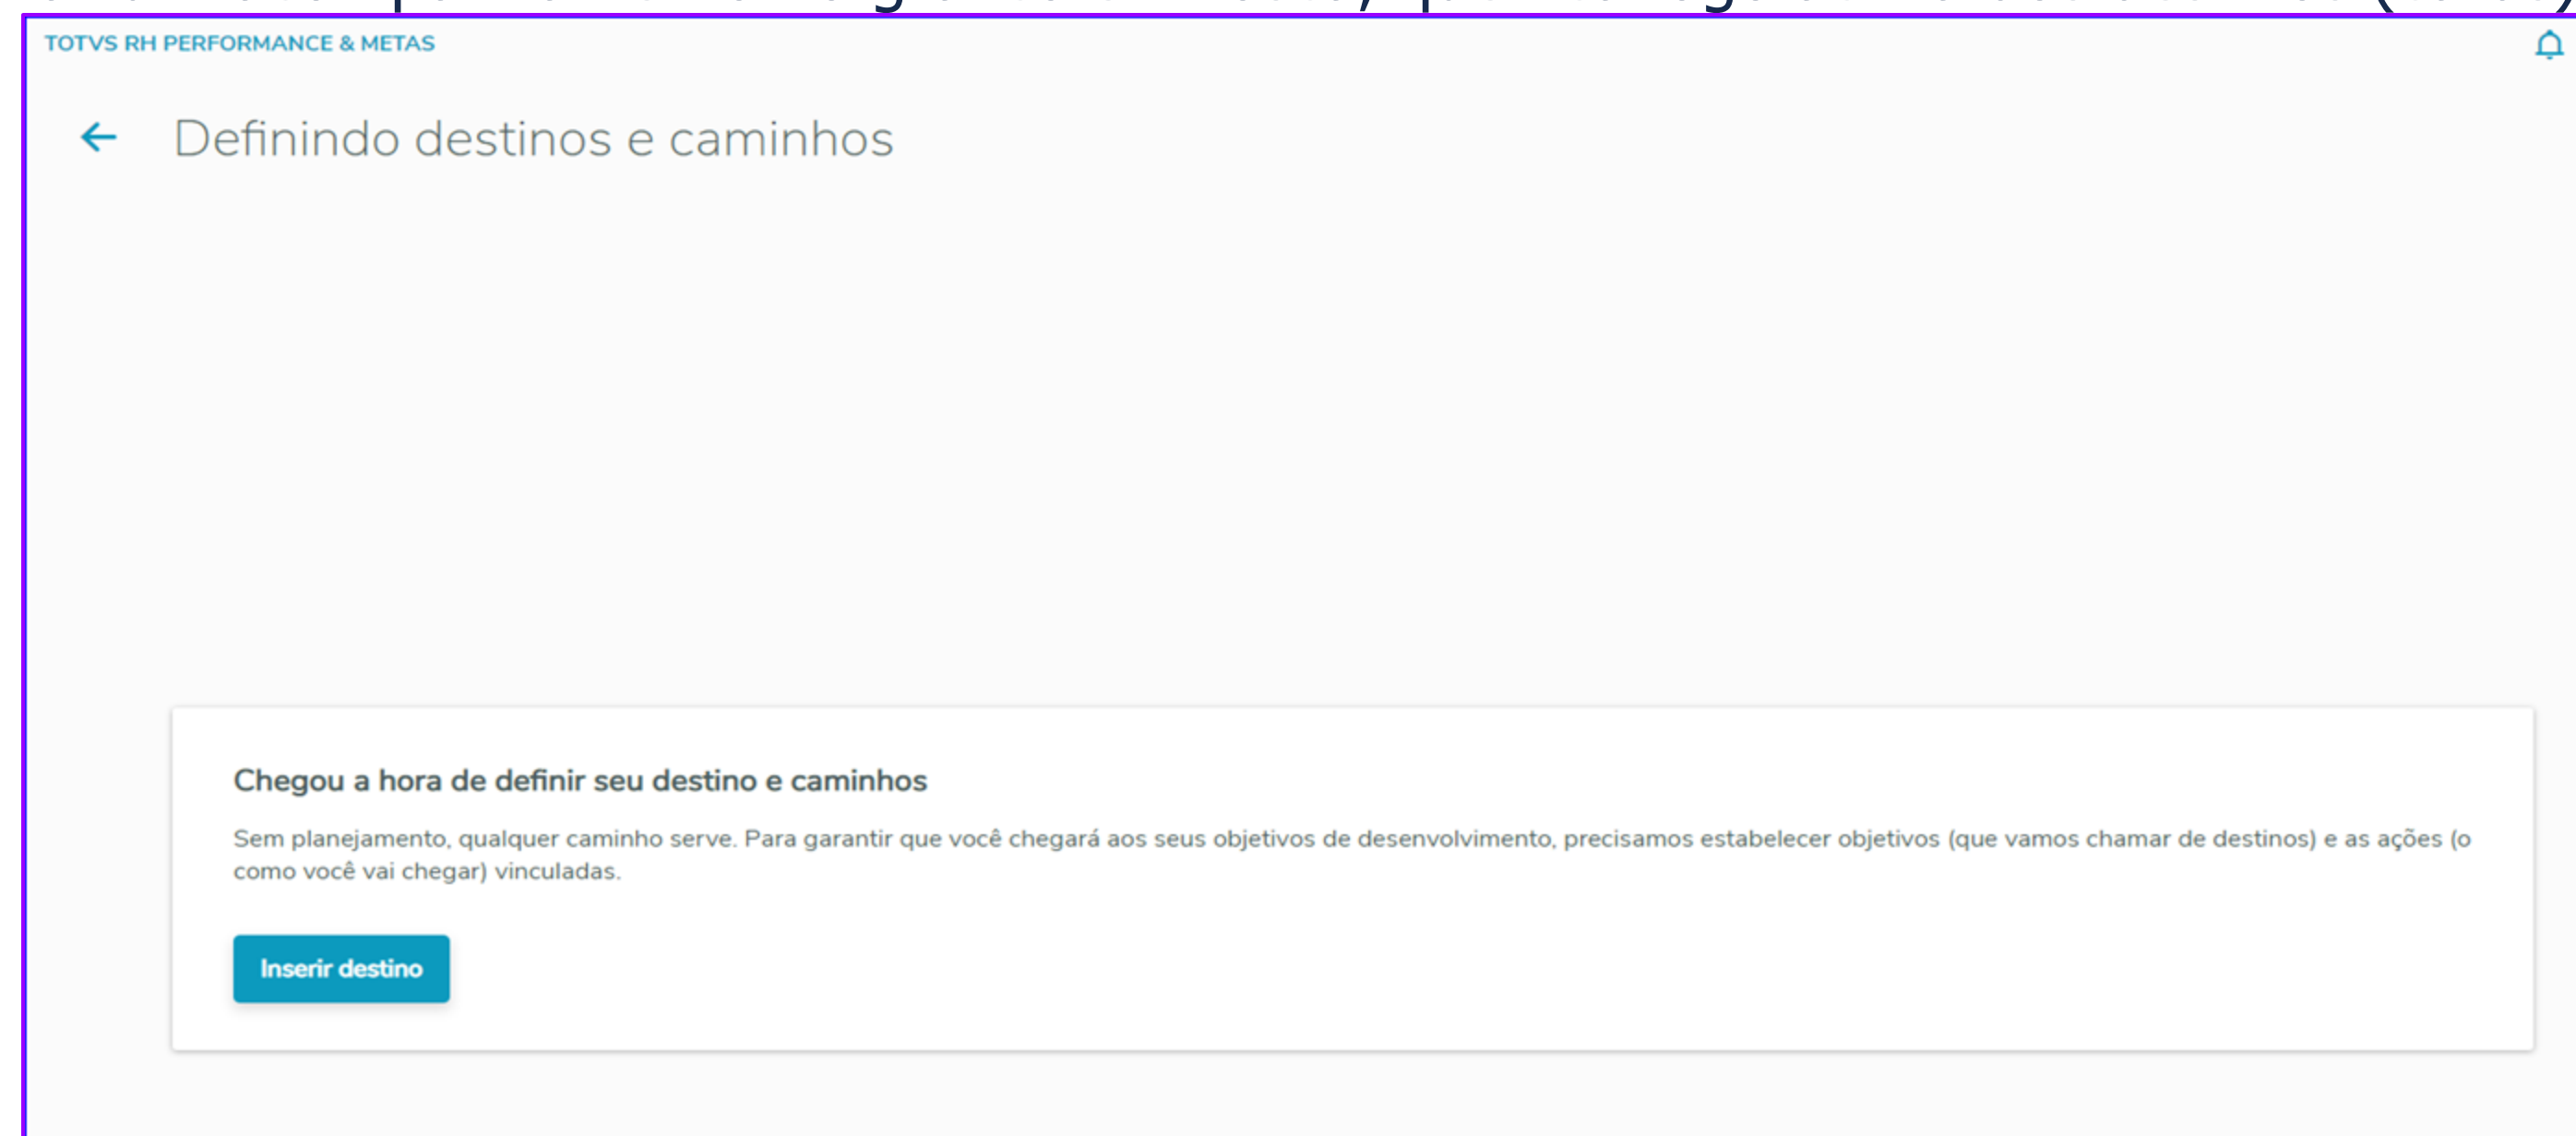 TOTVS RH PERFORMANCE & METAS
Definindo destinos e caminhos
Chegou a hora de definir seu destino e caminhos
Sem planejamento, qualquer caminho serve. Para garantir que você chegará aos seus objetivos de desenvolvimento, precisamos estabelecer objetivos (que vamos chamar de destinos) e as ações (o
como você vai chegar) vinculadas.
Inserir destino